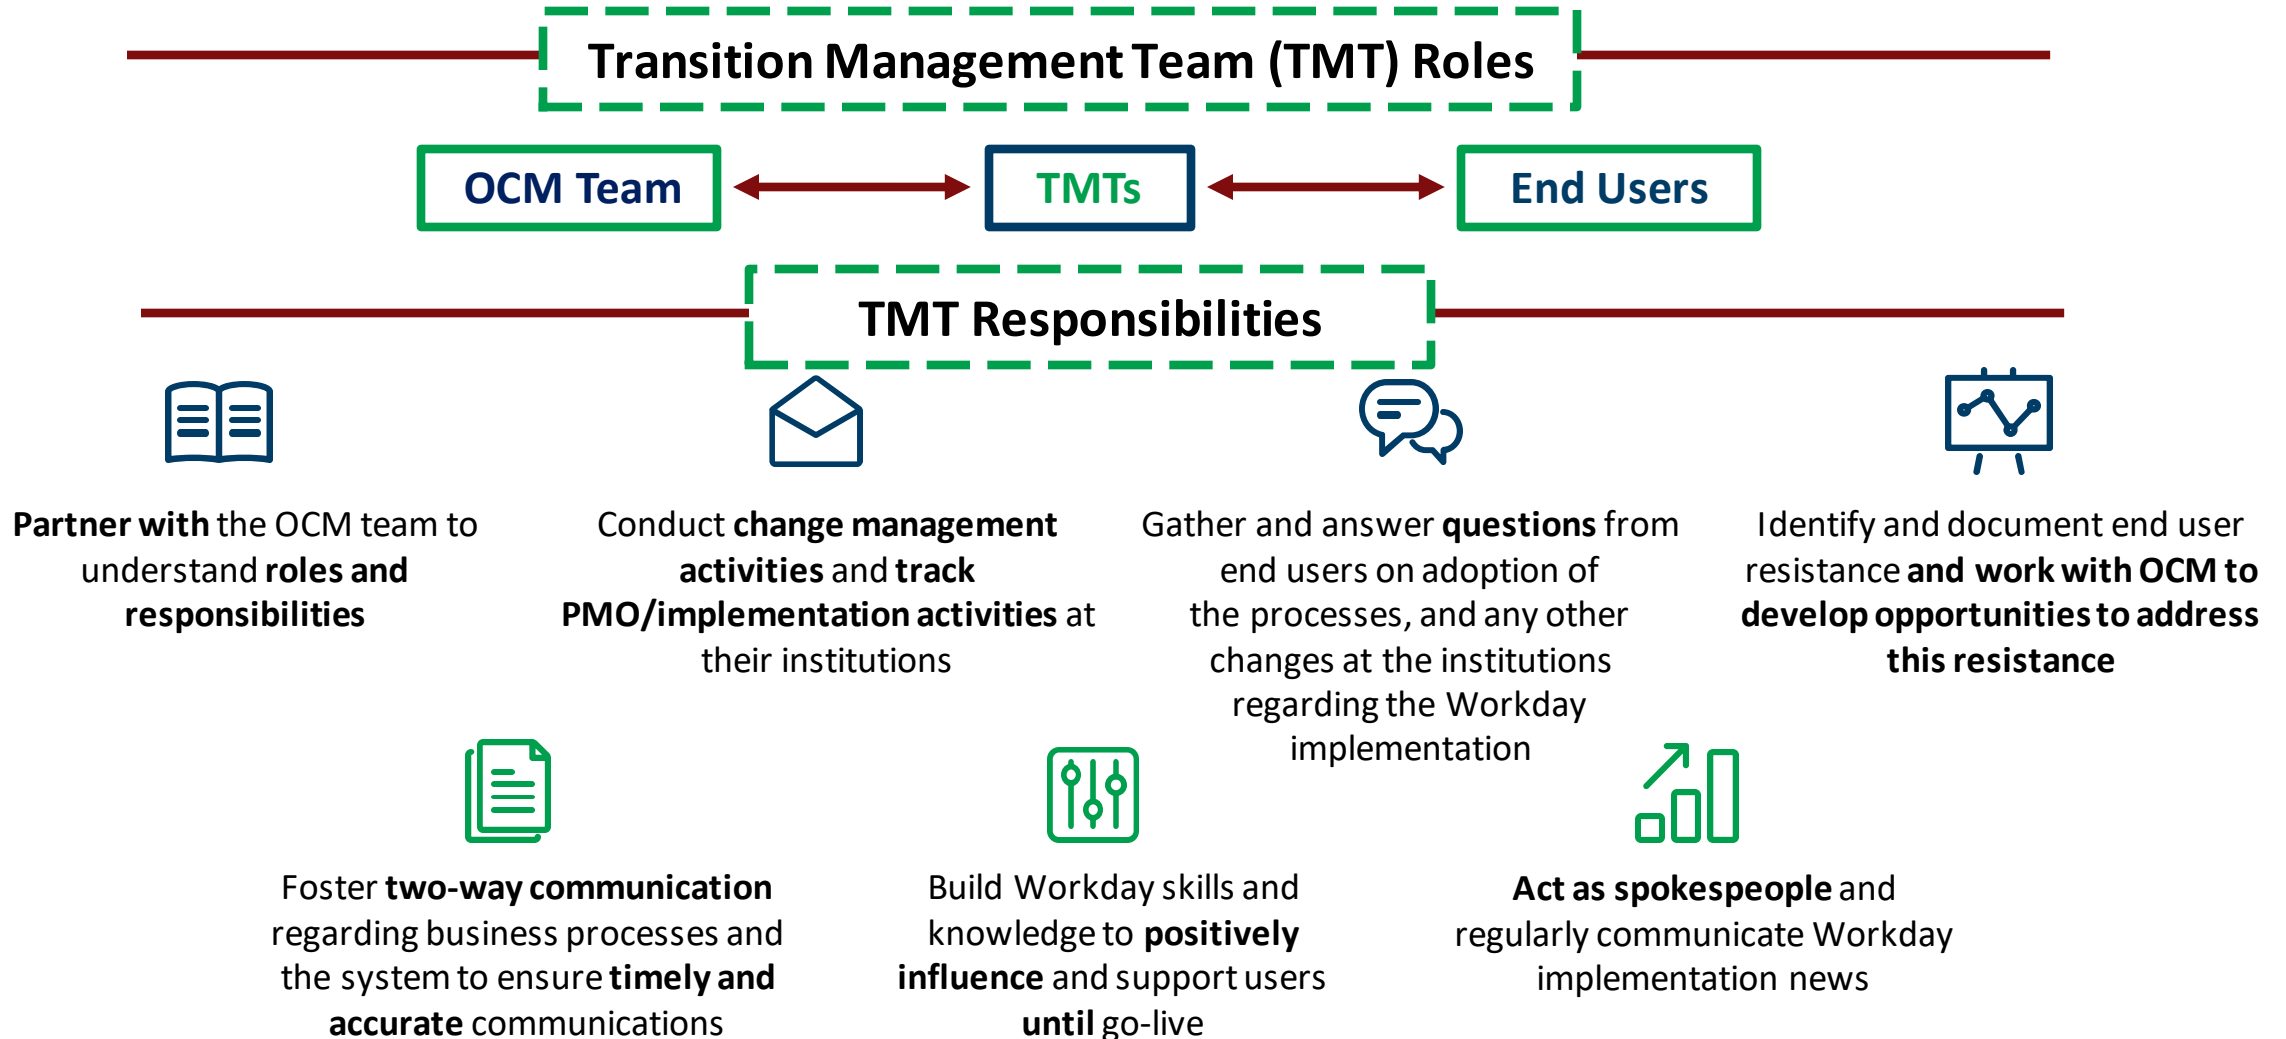 Transition Management Team (TMT) Roles
OCM Team
TMTs
End Users
TMT Responsibilities
Partner with the OCM team to
understand roles and
responsibilities
Conduct change management
activities and track
PMO/implementation activities at
their institutions
Gather and answer questions from
end users on adoption of
the processes, and any other
changes at the institutions
regarding the Workday
implementation
Identify and document end user
resistance and work with OCM to
develop opportunities to address
this resistance
Foster two-way communication
regarding business processes and
the system to ensure timely and
accurate communications
Build Workday skills and
knowledge to positively
influence and support users
until go-live
Act as spokespeople and
regularly communicate Workday
implementation news